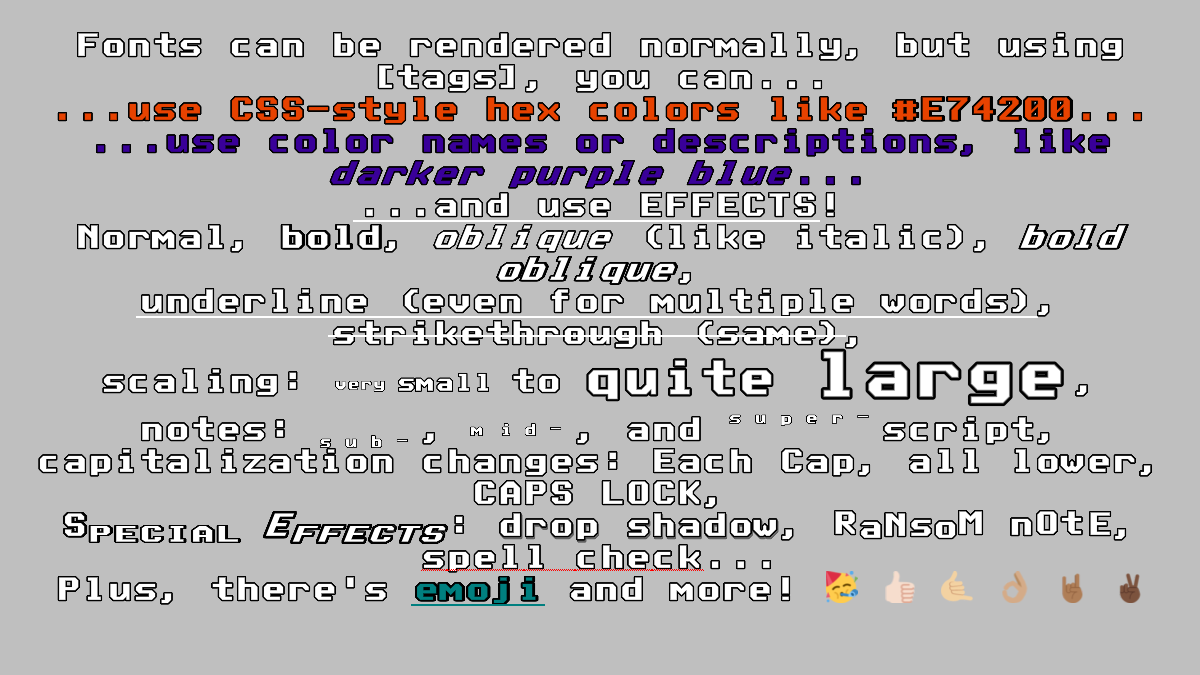 Fonts can be rendered normally, but using
[tags], you can...
...use CSS-style hex colors like #E74200...
...use color names or descriptions, like
darker purple blue...
...and use EFFECTS!
Normal, bold, oblique (like italic), bold
oblique,
underline (even for multiple words),
strikethrough (same),
scaling: very small to quite large,
notes: sub-, mid-, and super-script,
capitalization changes: Each Cap, all lower,
CAPS LOCK,
SPECIAL EFFECTS: drop shadow, RaNsoM nOtE,
spell check...
Plus, there's emoji and more! 🥳 👍🏻 🤙🏼 👌🏽 🤘🏾 ✌🏿